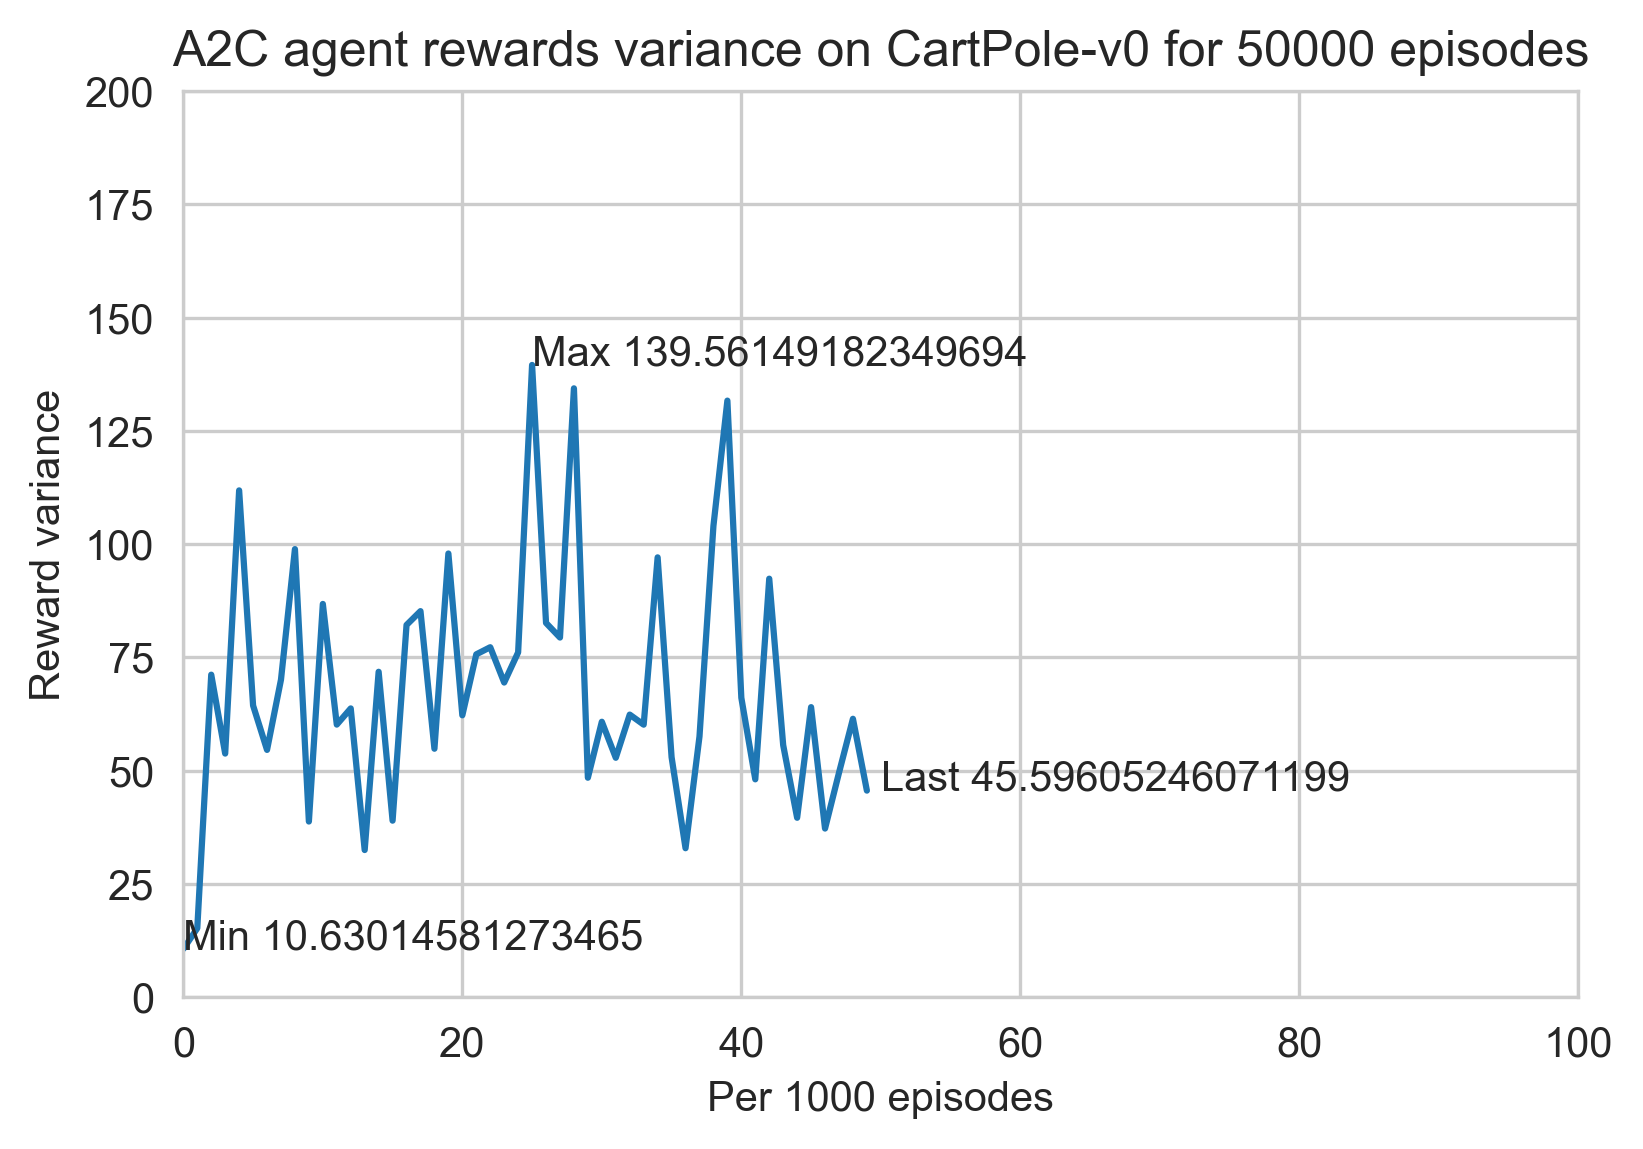 A2C agent rewards variance on CartPole-v0 for 50000 episodes
200
175
150
Max 139.56149182349694
125
Reward variance
100
75
50
Last 45.59605246071199
25
Min 10.63014581273465
0
0 20 40 60 80 100
Per 1000 episodes